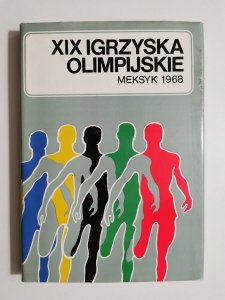 XIX IGRZYSKA
OLIMPIJSKIE
MEKSYK 1968